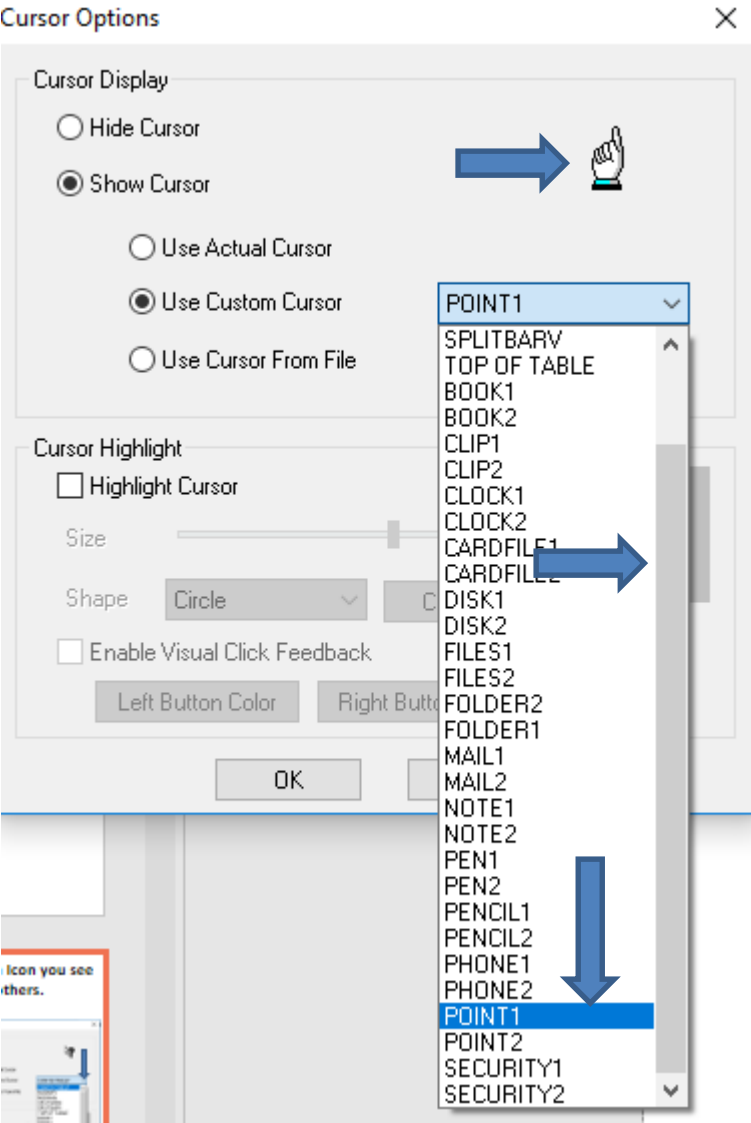 Cursor Options
Cursor Display
Hide Cursor
Show Cursor
Use Actual Cursor
Use Custom Cursor
POINT1
Use Cursor From File
SPLITBARV
TOP OF TABLE
BOOK1
BOOK2
CLIP1
CLIP2
CLOCK1
CLOCK2
CARDFILE1
CARDFILE2
DISK1
DISK2
FILES1
FILES2
FOLDER2
FOLDER1
MAIL1
MAIL2
NOTE1
NOTE2
PEN1
PEN2
PENCIL1
PENCIL2
PHONE1
PHONE2
POINT1
POINT2
SECURITY1
SECURITY2
Cursor Highlight
Highlight Cursor
Size
Shape Circle C
Enable Visual Click Feedback
Left Button Color Right Butt
OK
Icon you see
thers.